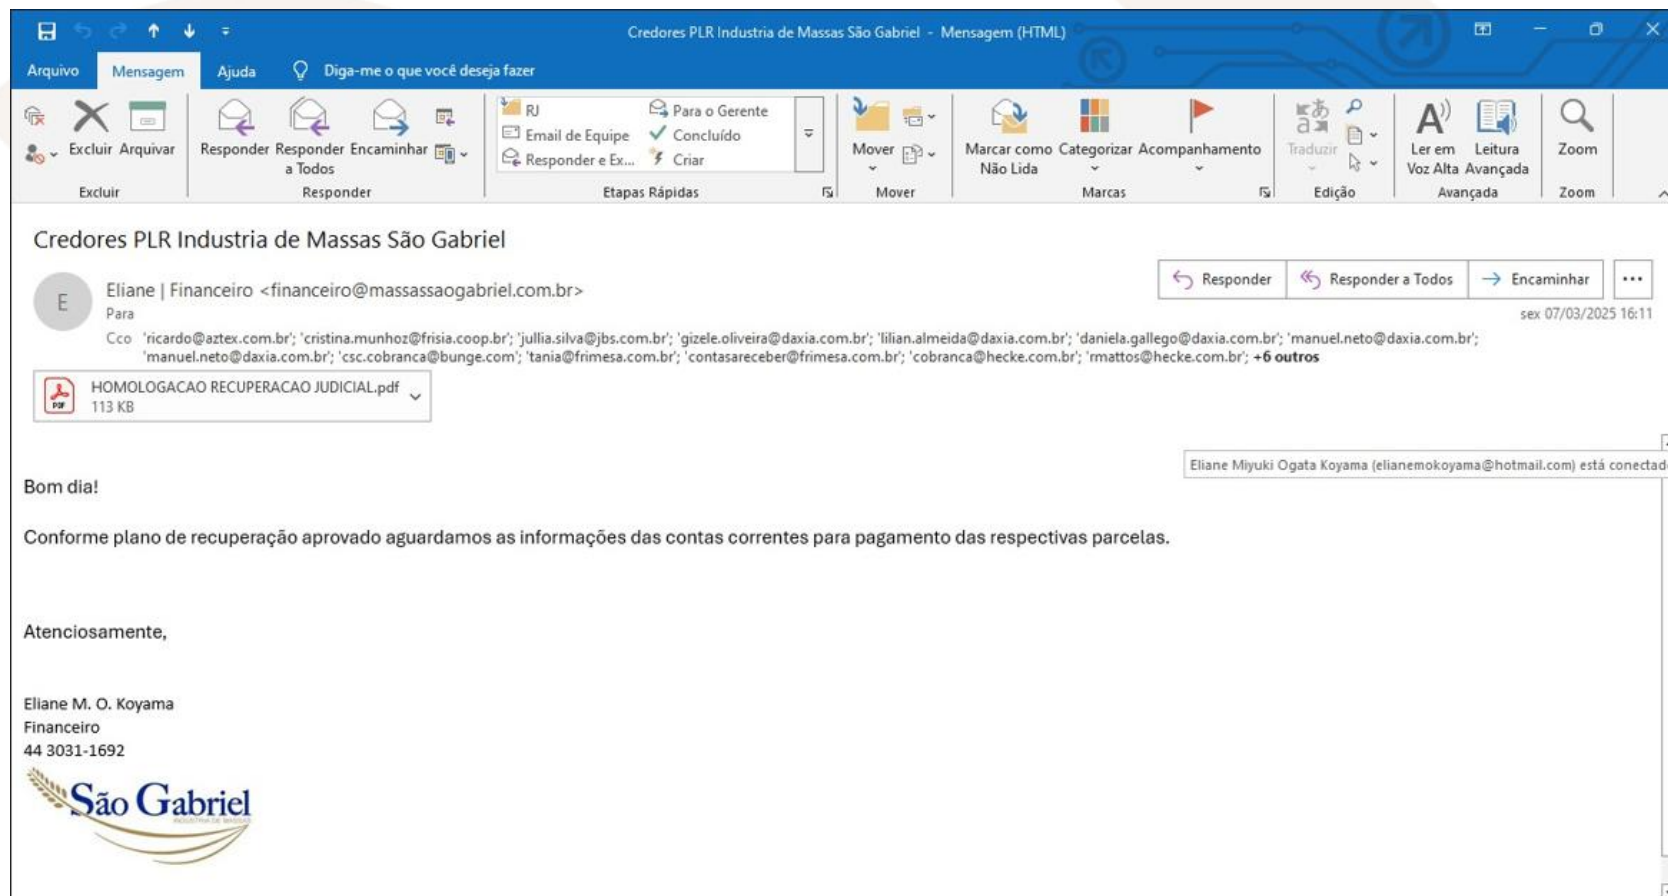 Credores PLR Industria de Massas São Gabriel - Mensagem (HTML)
Arquivo Mensagem Ajuda Diga-me o que você deseja fazer
Excluir Arquivar
Responder Responder a Todos Encaminhar
RJ
Email de Equipe
Responder e Ex...
Para o Gerente
Concluído
Criar
Mover
Marcar como Não Lida
Categorizar
Acompanhamento
Traduzir
Ler em Voz Alta
Leitura Avançada
Zoom
Excluir Responder Etapas Rápidas Mover Marcas Edição Avançada Zoom
Credores PLR Industria de Massas São Gabriel
E
Eliane | Financeiro <financeiro@massassaogabriel.com.br>
Responder Responder a Todos Encaminhar ...
Para
sex 07/03/2025 16:11
Cco 'ricardo@aztex.com.br'; 'cristina.munhoz@frisia.coop.br'; 'jullia.silva@jbs.com.br'; 'gizele.oliveira@daxia.com.br'; 'lilian.almeida@daxia.com.br'; 'daniela.gallego@daxia.com.br'; 'manuel.neto@daxia.com.br';
'manuel.neto@daxia.com.br'; 'csc.cobranca@bunge.com'; 'tania@frimesa.com.br'; 'contasareceber@frimesa.com.br'; 'cobranca@hecke.com.br'; 'rmattos@hecke.com.br'; +6 outros
PDF
HOMOLOGACAO RECUPERACAO JUDICIAL.pdf
113 KB
Eliane Miyuki Ogata Koyama (elianemokoyama@hotmail.com) está conectad
Bom dia!
Conforme plano de recuperação aprovado aguardamos as informações das contas correntes para pagamento das respectivas parcelas.
Atenciosamente,
Eliane M. O. Koyama
Financeiro
44 3031-1692
São Gabriel
INDUSTRIA DE MASSAS